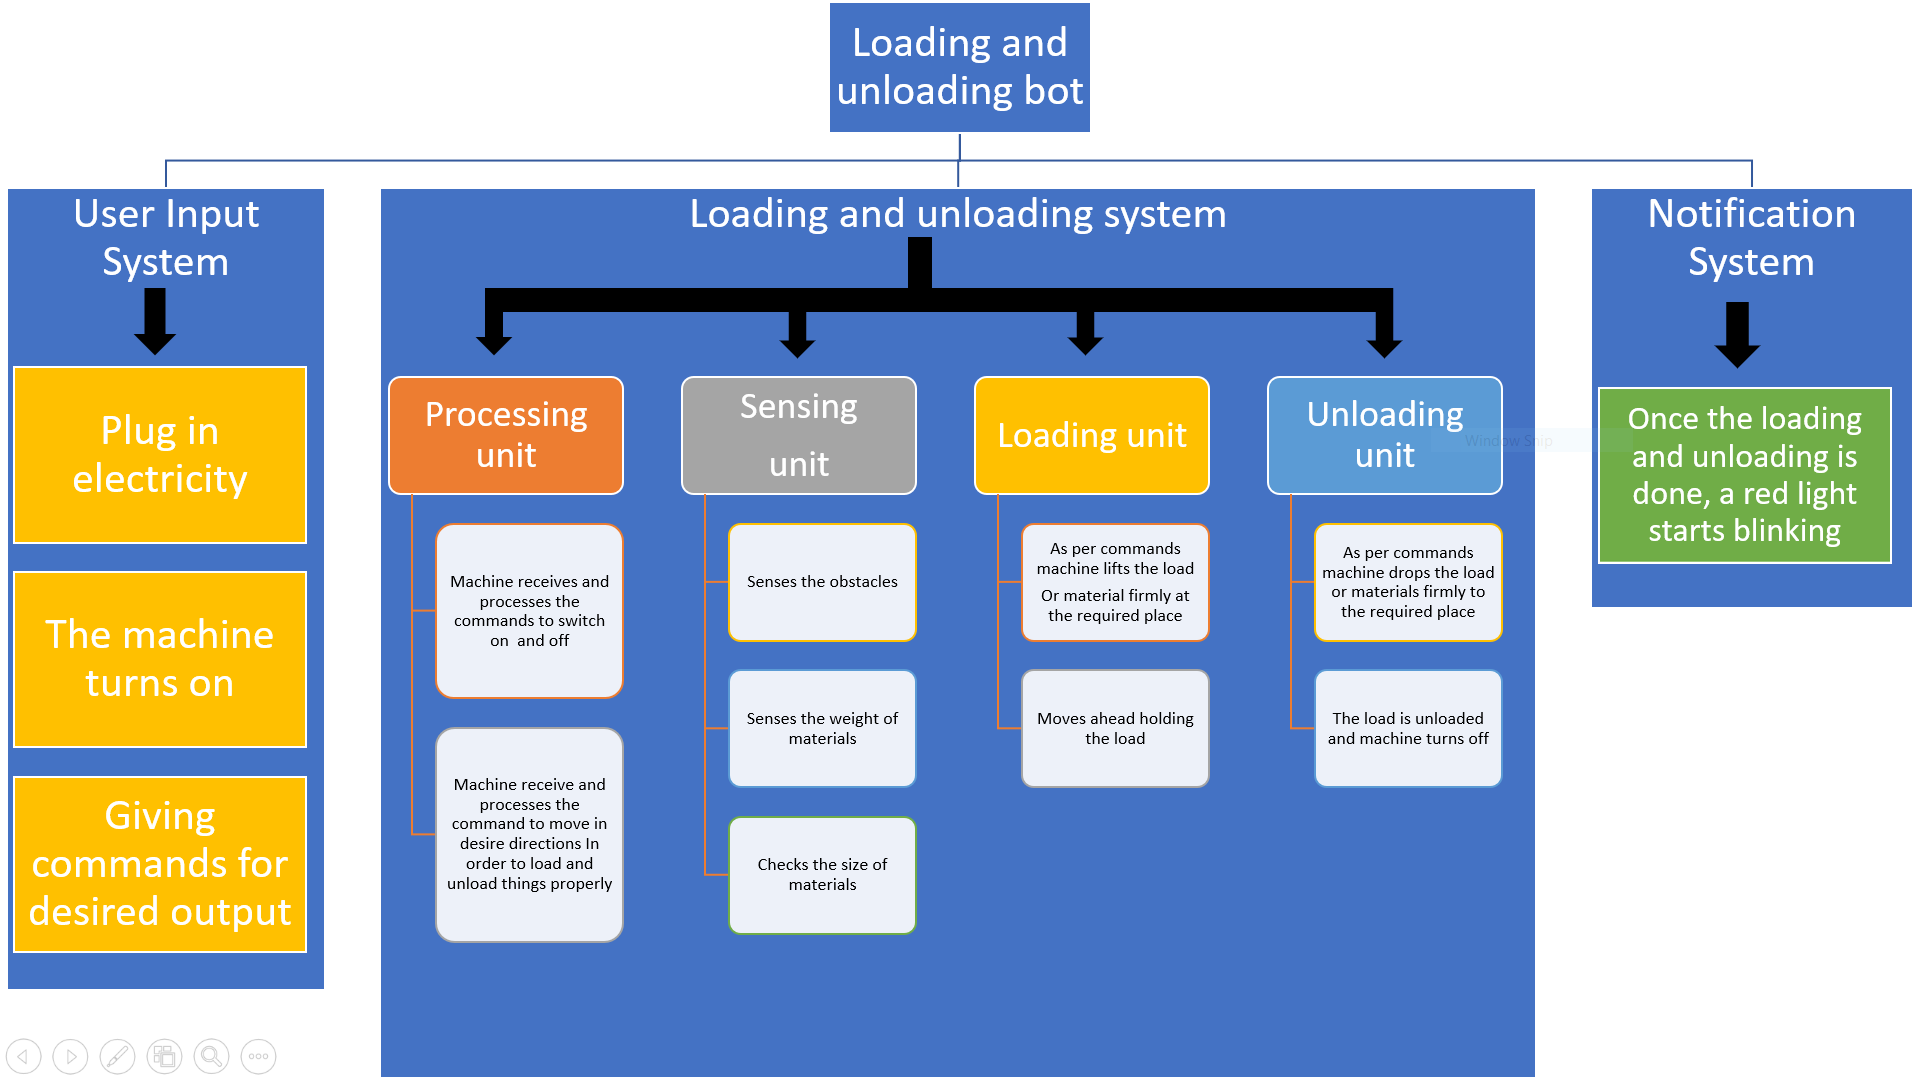 Loading and
unloading bot
User Input
System
Plug in
electricity
The machine
turns on
Giving
commands for
desired output
Loading and unloading system
Processing
unit
Machine receives and
processes the
commands to switch
on and off
Machine receive and
processes the
command to move in
desire directions In
order to load and
unload things properly
Sensing
unit
Senses the obstacles
Senses the weight of
materials
Checks the size of
materials
Loading unit
As per commands
machine lifts the load
Or material firmly at
the required place
Moves ahead holding
the load
Unloading
unit
Window Snip
As per commands
machine drops the load
or materials firmly to
the required place
The load is unloaded
and machine turns off
Notification
System
Once the loading
and unloading is
done, a red light
starts blinking